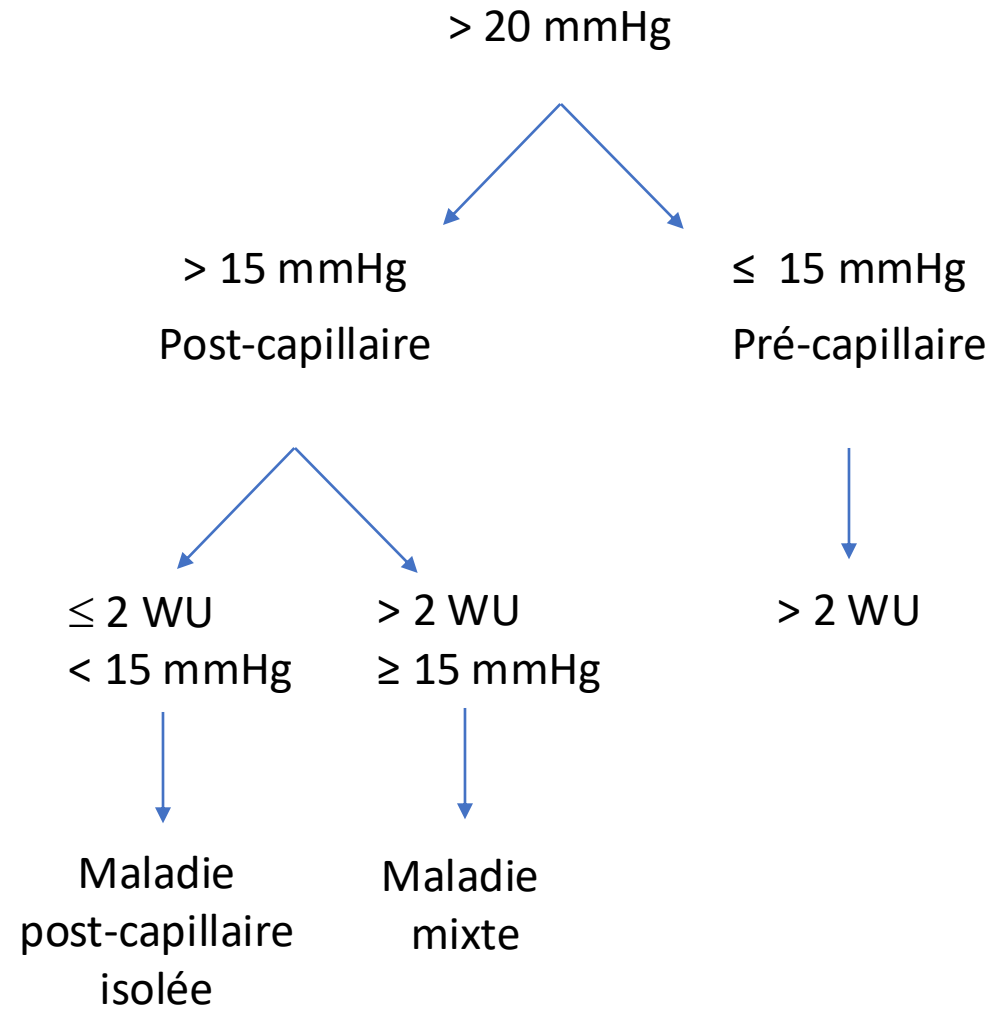 > 20 mmHg
> 15 mmHg
Post-capillaire
≤ 15 mmHg
Pré-capillaire
≤ 2 WU
< 15 mmHg
> 2 WU
≥ 15 mmHg
> 2 WU
Maladie
post-capillaire
isolée
Maladie
mixte